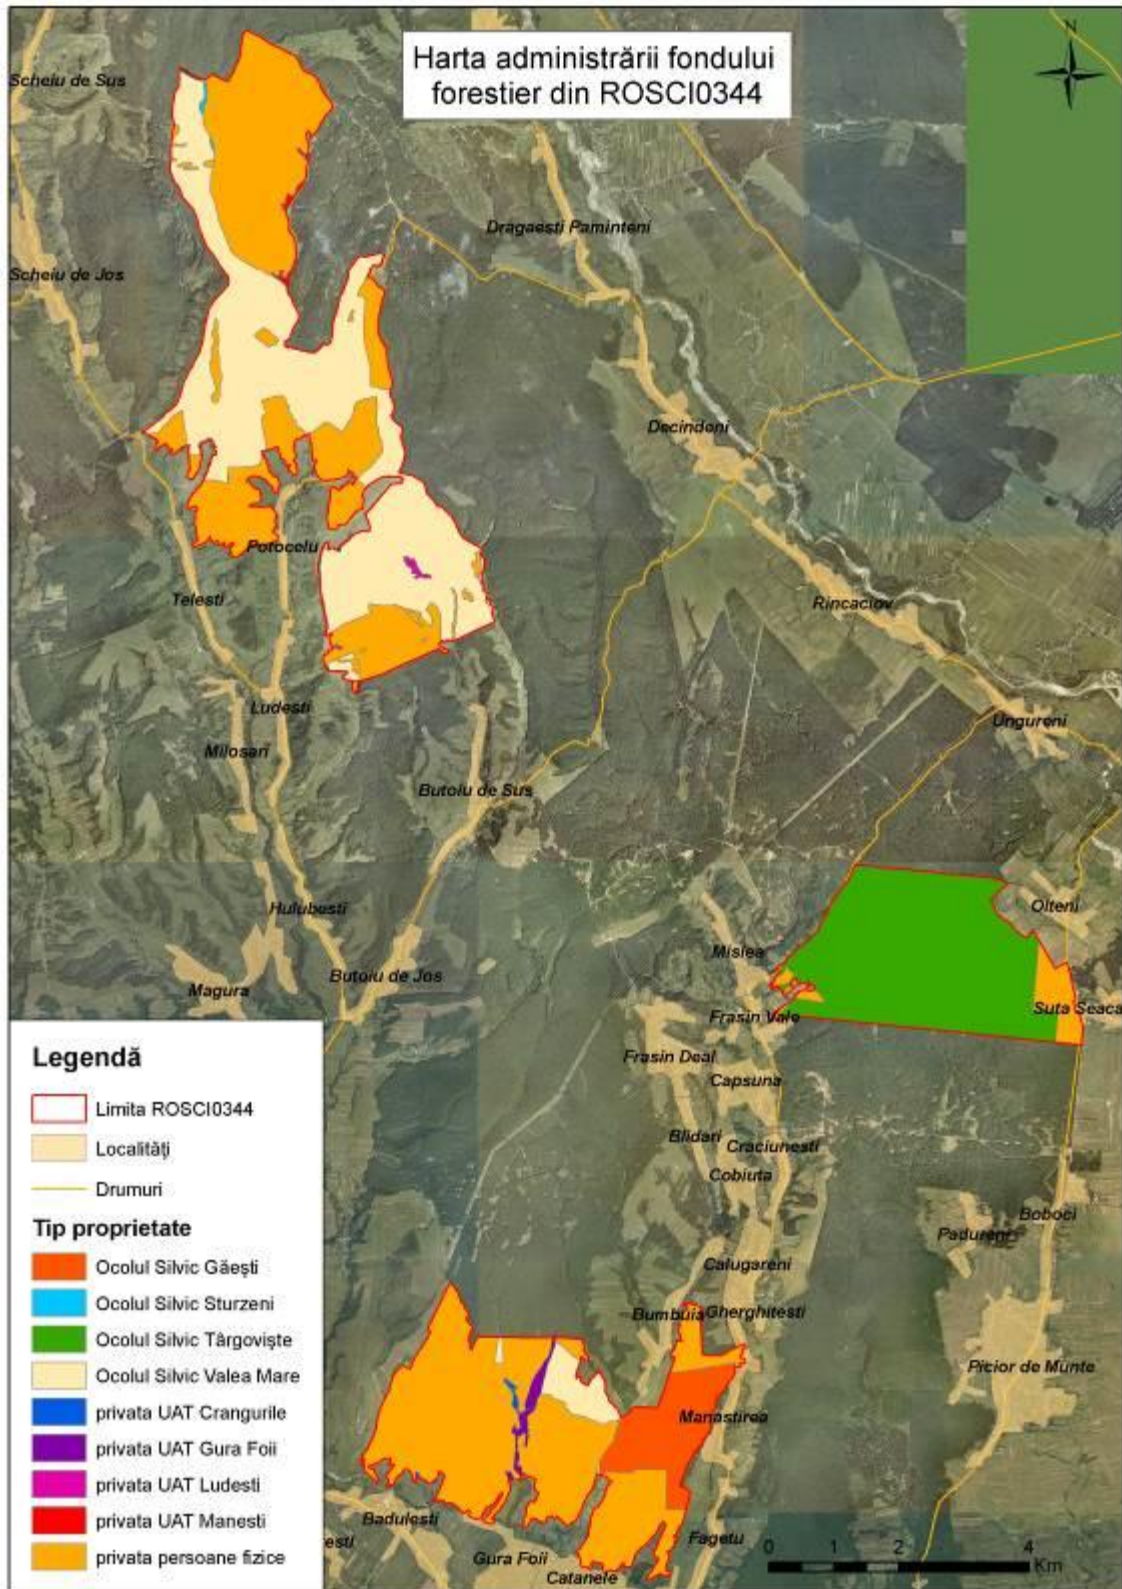 Harta administrării fondului
forestier din ROSCI0344
N
Scheiu de Sus
Dragaesti Paminteni
Scheiu de Jos
Decindeni
Potocelu
Telesti
Rincaciov
Ludesti
Ungureni
Milosari
Butoiu de Sus
Hulubesti
Olteni
Mislea
Butoiu de Jos
Magura
Suta Seaca
Frasin Vale
Frasin Deal
Capsuna
Blidari
Craciunesti
Cobiuta
Boboci
Padureni
Calugareni
Bumbuia
Gherghitesti
Picior de Munte
Manastirea
Badulesti
Fagetu
esti
Gura Foii
Catanele
Legendă
Limita ROSCI0344
Localități
Drumuri
Tip proprietate
Ocolul Silvic Găești
Ocolul Silvic Sturzeni
Ocolul Silvic Târgoviște
Ocolul Silvic Valea Mare
privata UAT Crangurile
privata UAT Gura Foii
privata UAT Ludesti
privata UAT Manesti
privata persoane fizice
0 1 2 4
Km